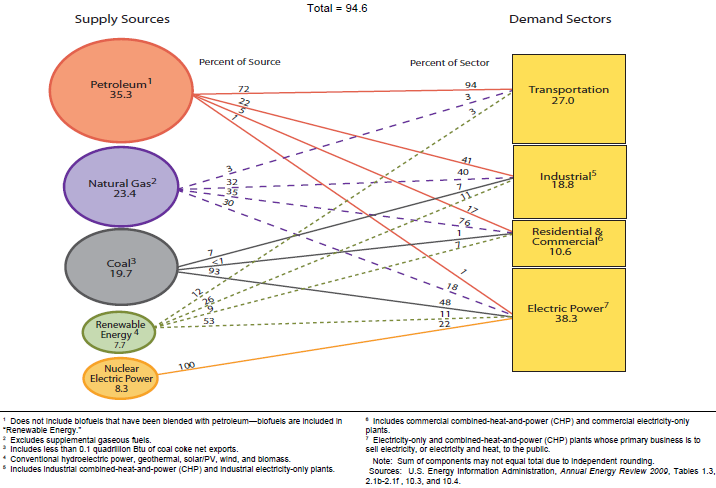 Total = 94.6
Supply Sources
Demand Sectors
Percent of Source
Percent of Sector
Petroleum1
35.3
Natural Gas2
23.4
Coal3
19.7
Renewable
Energy 4
7.7
Nuclear
Electric Power
8.3
72
22
5
1
3
32
35
30
7
<1
93
12
26
9
53
100
94
3
3
41
40
7
11
17
76
1
7
1
18
48
11
22
Transportation
27.0
Industrial5
18.8
Residential &
Commercial6
10.6
Electric Power7
38.3
1 Does not include biofuels that have been blended with petroleum—biofuels are included in
"Renewable Energy."
2 Excludes supplemental gaseous fuels.
3 Includes less than 0.1 quadrillion Btu of coal coke net exports.
4 Conventional hydroelectric power, geothermal, solar/PV, wind, and biomass.
5 Includes industrial combined-heat-and-power (CHP) and industrial electricity-only plants.
6 Includes commercial combined-heat-and-power (CHP) and commercial electricity-only
plants.
7 Electricity-only and combined-heat-and-power (CHP) plants whose primary business is to
sell electricity, or electricity and heat, to the public.
Note: Sum of components may not equal total due to independent rounding.
Sources: U.S. Energy Information Administration, Annual Energy Review 2009, Tables 1.3,
2.1b-2.1f , 10.3, and 10.4.